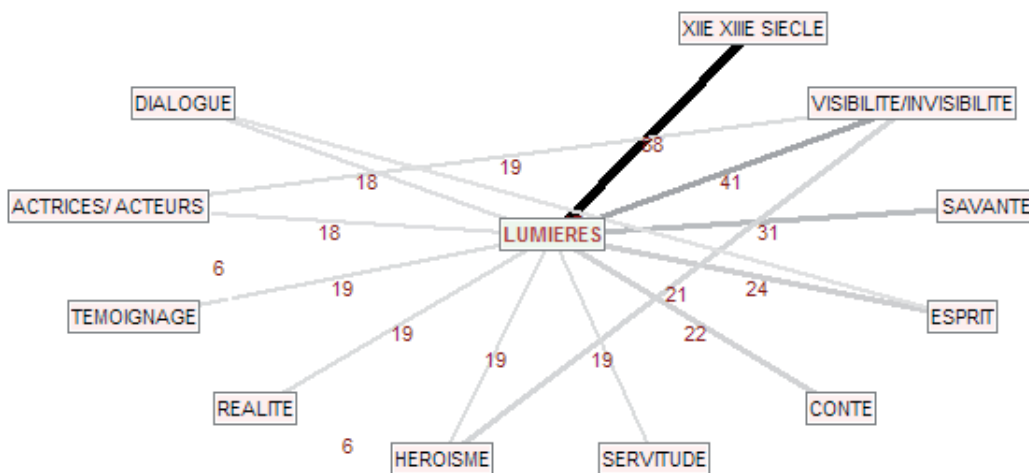 XIIE XIIIE SIECLE
DIALOGUE
VISIBILITE/INVISIBILITE
19
18
41
ACTRICES/ ACTEURS
SAVANTE
18
LUMIERES
31
6
19
21
24
TEMOIGNAGE
ESPRIT
19
22
19
19
REALITE
CONTE
6
HEROISME
SERVITUDE